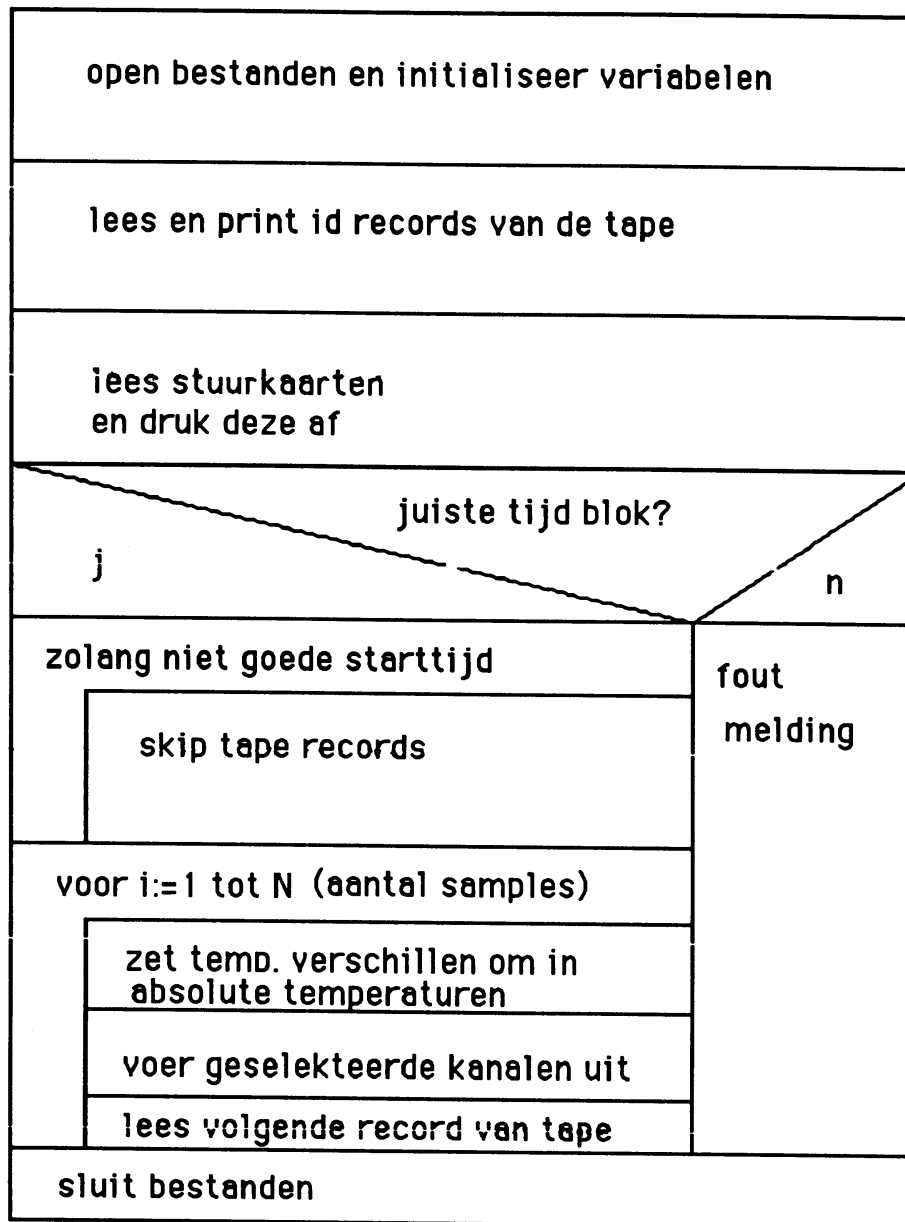 open bestanden en initialiseer variabelen
lees en print id records van de tape
lees stuurkaarten
en druk deze af
juiste tijd blok?
j
n
zolang niet goede starttijd
skip tape records
fout
melding
voor i:=1 tot N (aantal samples)
zet temp. verschillen om in
absolute temperaturen
voer geselekteerde kanalen uit
lees volgende record van tape
sluit bestanden